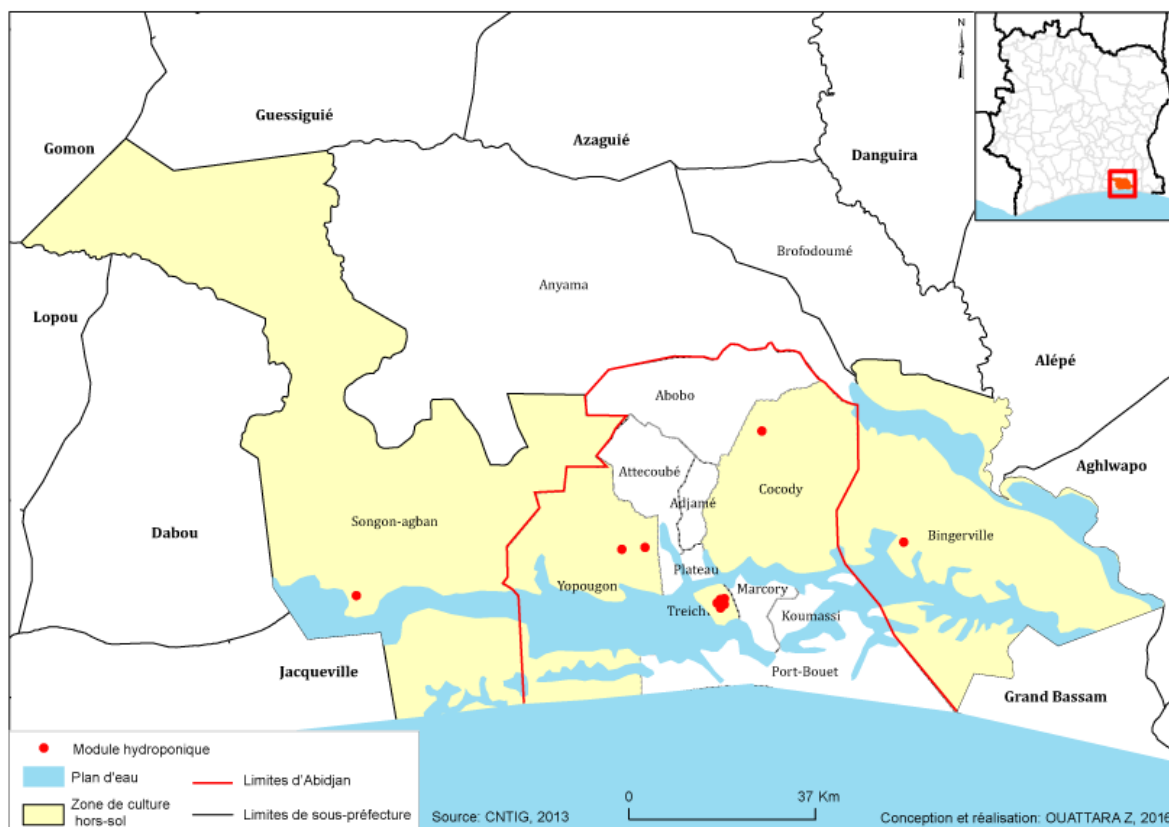 N
Guessiguié
Gomon
Azaguié
Danguira
Brofodoumé
Anyama
Lopou
Alépé
Abobo
Attecoubé
Aghlwapo
Adjamé
Cocody
Dabou
Songon-agban
Bingerville
Plateau
Yopougon
Marcory
Treich
Koumassi
Jacqueville
Port-Bouet
Grand Bassam
Module hydroponique
Plan d'eau
Limites d'Abidjan
Zone de culture
hors-sol
Limites de sous-préfecture
Source: CNTIG, 2013
0
37 Km
Conception et réalisation: OUATTARA Z, 2016